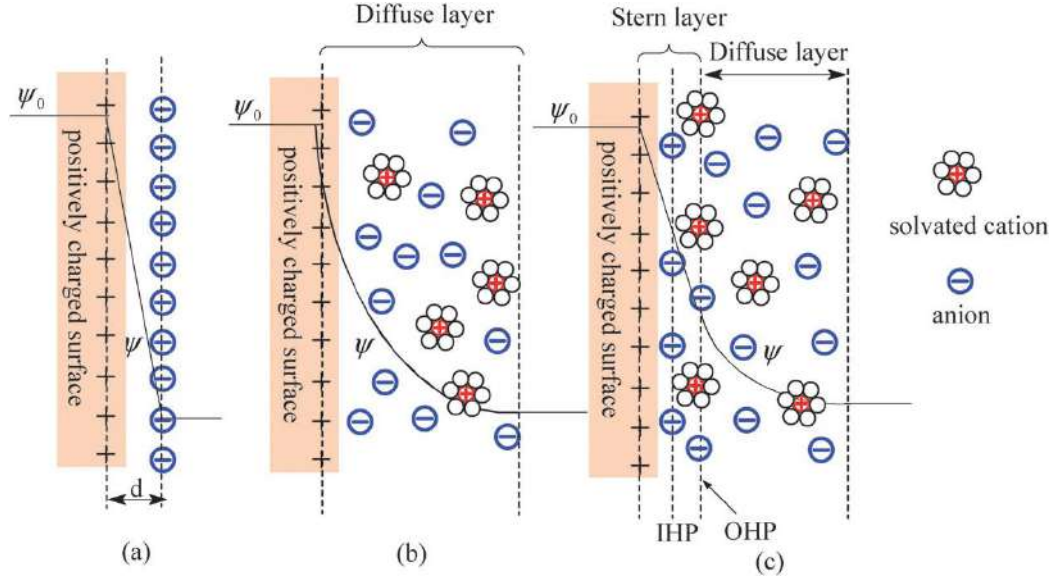 Diffuse layer
Stern layer
Diffuse layer
ψ₀
ψ₀
ψ₀
positively charged surface
positively charged surface
positively charged surface
ψ
ψ
ψ
solvated cation
anion
d
IHP
OHP
(a)
(b)
(c)